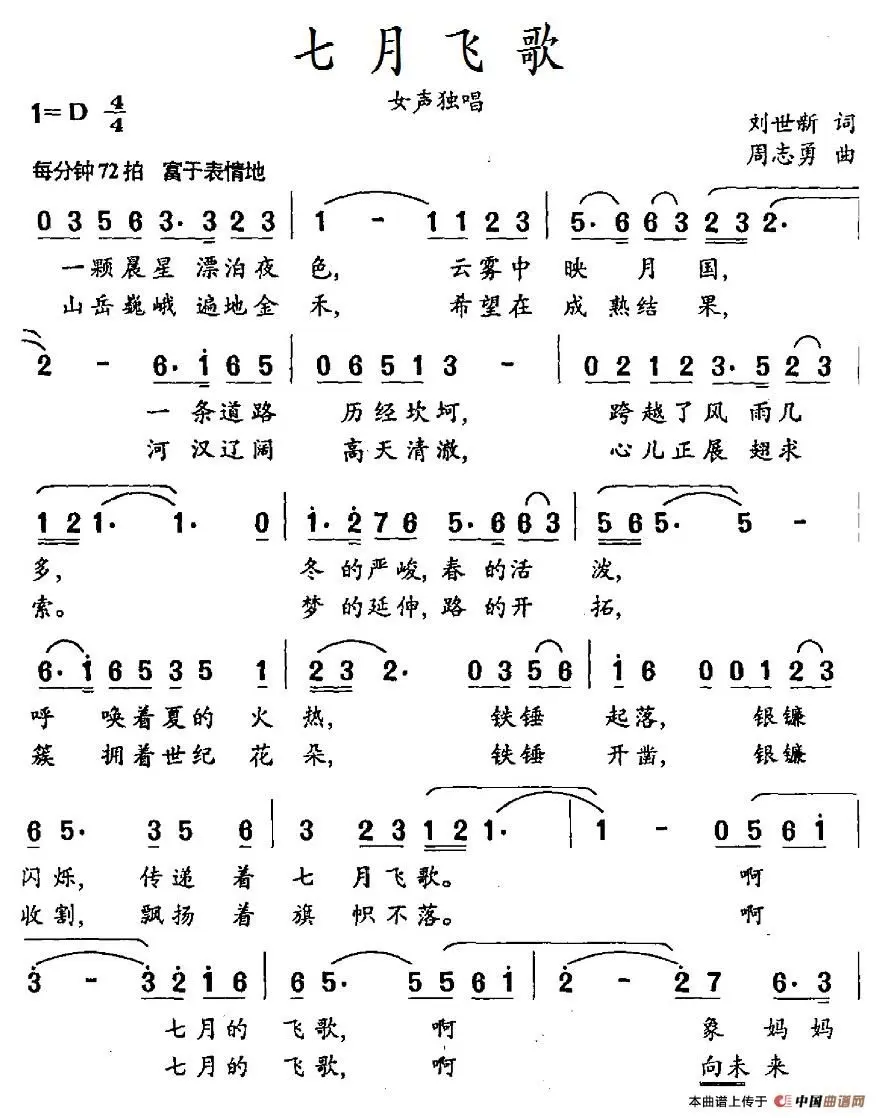 七月飞歌
女声独唱
1=D 4/4
刘世新 词
每分钟72拍 富于表情地
周志勇 曲
0 3 5 6 3· 3 2 3 | 1 - 1 1 2 3 | 5· 6 6 3 2 3 2·
一颗晨星 漂泊夜 色, 云雾中 映 月 国,
山岳巍峨 遍地金 禾, 希望在 成 熟结 果,
2 - 6· i 6 5 | 0 6 5 1 3 - | 0 2 1 2 3· 5 2 3
一 条道 路 历经坎 坷, 跨越了 风 雨几
河 汉辽 阔 高天清 澈, 心儿正 展 翅求
1 2 1· 1· 0 | i· 2 7 6 5· 6 6 3 | 5 6 5· 5 -
多, 冬 的严峻, 春 的活 泼,
索。 梦 的延伸, 路 的开 拓,
6· i 6 5 3 5 1 | 2 3 2· 0 3 5 6 | i 6 0 0 1 2 3
呼 唤着夏的 火 热, 铁锤 起落, 银镰
簇 拥着世纪 花 朵, 铁锤 开凿, 银镰
6 5· 3 5 6 | 3 2 3 1 2 1· | 1 - 0 5 6 i
闪烁, 传递 着 七 月飞歌。 啊
收割, 飘扬 着 旗 帜不落。 啊
3 - 3 2 i 6 | 6 5· 5 5 6 i | 2 - 2 7 6· 3
七月的 飞歌, 啊 象 妈妈
七月的 飞歌, 啊 向未 来
本曲谱上传于 中国曲谱网